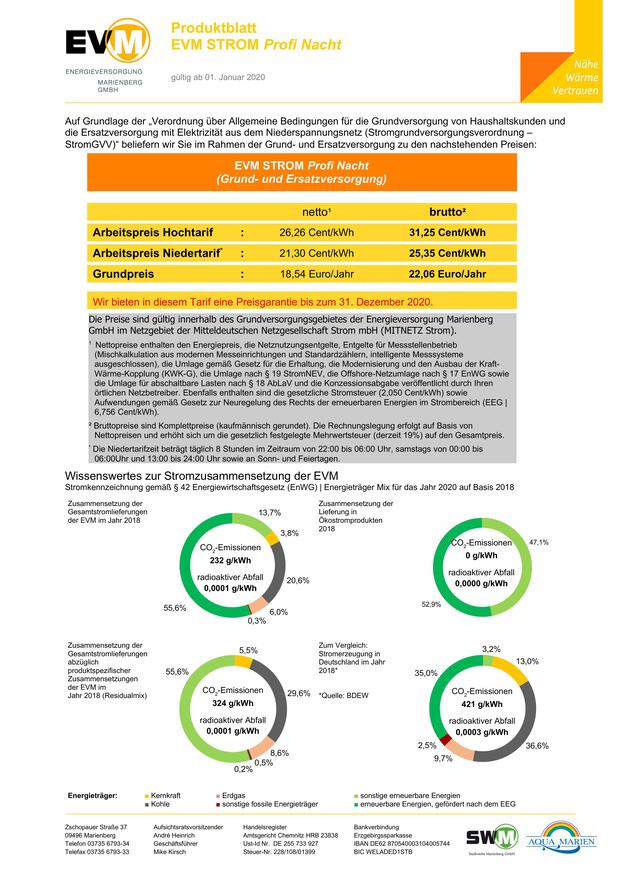 EVM
ENERGIEVERSORGUNG
MARIENBERG
GMBH
Produktblatt
EVM STROM Profi Nacht
gültig ab 01. Januar 2020
Nähe
Wärme
Vertrauen
Auf Grundlage der „Verordnung über Allgemeine Bedingungen für die Grundversorgung von Haushaltskunden und
die Ersatzversorgung mit Elektrizität aus dem Niederspannungsnetz (Stromgrundversorgungsverordnung –
StromGVV)“ beliefern wir Sie im Rahmen der Grund- und Ersatzversorgung zu den nachstehenden Preisen:
EVM STROM Profi Nacht
(Grund- und Ersatzversorgung)
netto¹ brutto²
Arbeitspreis Hochtarif : 26,26 Cent/kWh 31,25 Cent/kWh
Arbeitspreis Niedertarif* : 21,30 Cent/kWh 25,35 Cent/kWh
Grundpreis : 18,54 Euro/Jahr 22,06 Euro/Jahr
Wir bieten in diesem Tarif eine Preisgarantie bis zum 31. Dezember 2020.
Die Preise sind gültig innerhalb des Grundversorgungsgebietes der Energieversorgung Marienberg
GmbH im Netzgebiet der Mitteldeutschen Netzgesellschaft Strom mbH (MITNETZ Strom).
¹ Nettopreise enthalten den Energiepreis, die Netznutzungsentgelte, Entgelte für Messstellenbetrieb
(Mischkalkulation aus modernen Messeinrichtungen und Standardzählern, intelligente Messsysteme
ausgeschlossen), die Umlage gemäß Gesetz für die Erhaltung, die Modernisierung und den Ausbau der Kraft-
Wärme-Kopplung (KWK-G), die Umlage nach § 19 StromNEV, die Offshore-Netzumlage nach § 17 EnWG sowie
die Umlage für abschaltbare Lasten nach § 18 AbLaV und die Konzessionsabgabe veröffentlicht durch Ihren
örtlichen Netzbetreiber. Ebenfalls enthalten sind die gesetzliche Stromsteuer (2,050 Cent/kWh) sowie
Aufwendungen gemäß Gesetz zur Neuregelung des Rechts der erneuerbaren Energien im Strombereich (EEG |
6,756 Cent/kWh).
² Bruttopreise sind Komplettpreise (kaufmännisch gerundet). Die Rechnungslegung erfolgt auf Basis von
Nettopreisen und erhöht sich um die gesetzlich festgelegte Mehrwertsteuer (derzeit 19%) auf den Gesamtpreis.
* Die Niedertarifzeit beträgt täglich 8 Stunden im Zeitraum von 22:00 bis 06:00 Uhr, samstags von 00:00 bis
06:00Uhr und 13:00 bis 24:00 Uhr sowie an Sonn- und Feiertagen.
Wissenswertes zur Stromzusammensetzung der EVM
Stromkennzeichnung gemäß § 42 Energiewirtschaftsgesetz (EnWG) | Energieträger Mix für das Jahr 2020 auf Basis 2018
Zusammensetzung der
Gesamtstromlieferungen
der EVM im Jahr 2018
13,7%
3,8%
20,6%
6,0%
0,3%
55,6%
CO2-Emissionen
232 g/kWh
radioaktiver Abfall
0,0001 g/kWh
Zusammensetzung der
Lieferung in
Ökostromprodukten
2018
47,1%
52,9%
CO2-Emissionen
0 g/kWh
radioaktiver Abfall
0,0000 g/kWh
Zusammensetzung der
Gesamtstromlieferungen
abzüglich
produktspezifischer
Zusammensetzungen
der EVM im
Jahr 2018 (Residualmix)
5,5%
29,6%
8,6%
0,5%
0,2%
55,6%
CO2-Emissionen
324 g/kWh
radioaktiver Abfall
0,0001 g/kWh
Zum Vergleich:
Stromerzeugung in
Deutschland im Jahr
2018*
*Quelle: BDEW
3,2%
13,0%
36,6%
9,7%
2,5%
35,0%
CO2-Emissionen
421 g/kWh
radioaktiver Abfall
0,0003 g/kWh
Energieträger: Kernkraft Erdgas sonstige erneuerbare Energien
Kohle sonstige fossile Energieträger erneuerbare Energien, gefördert nach dem EEG
Zschopauer Straße 37
09496 Marienberg
Telefon 03735 6793-34
Telefax 03735 6793-33
Aufsichtsratsvorsitzender
André Heinrich
Geschäftsführer
Mike Kirsch
Handelsregister
Amtsgericht Chemnitz HRB 23838
Ust-Id Nr. DE 255 733 927
Steuer-Nr. 228/108/01399
Bankverbindung
Erzgebirgssparkasse
IBAN DE62 870540003104005744
BIC WELADED1STB
SWM
Stadtwerke Marienberg GmbH
AQUA MARIEN